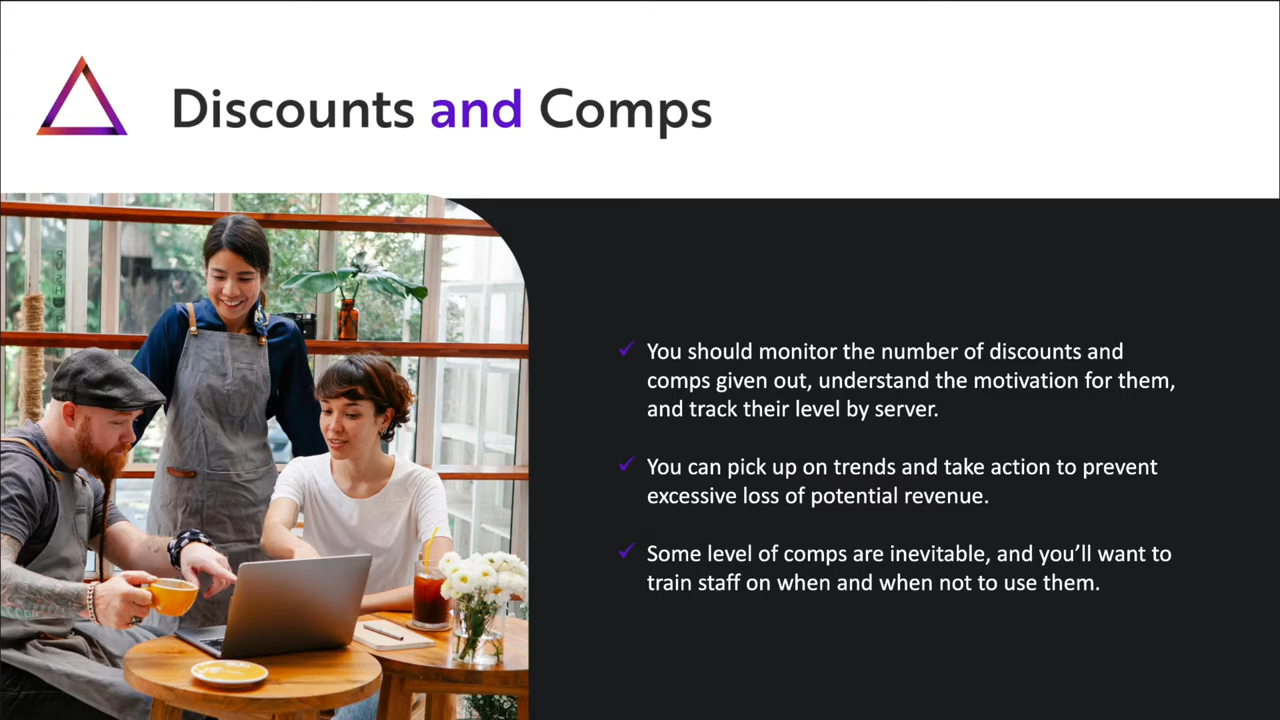 Discounts and Comps
You should monitor the number of discounts and
comps given out, understand the motivation for them,
and track their level by server.
You can pick up on trends and take action to prevent
excessive loss of potential revenue.
Some level of comps are inevitable, and you’ll want to
train staff on when and when not to use them.